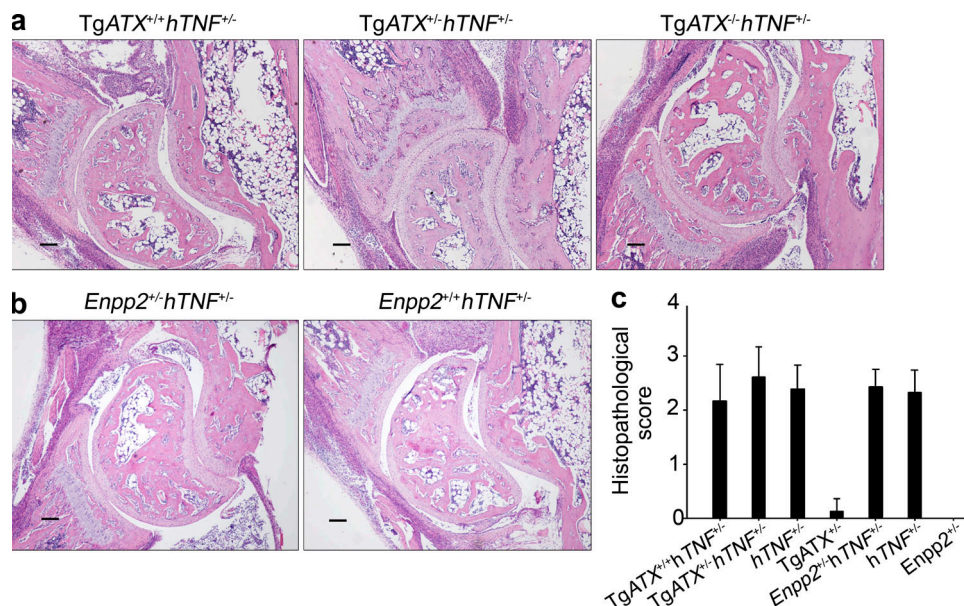 a
TgATX+/+hTNF+/- TgATX+/-hTNF+/- TgATX-/-hTNF+/-
b
Enpp2+/-hTNF+/- Enpp2+/+hTNF+/-
c
Histopathological
score
4
3
2
1
0
TgATX+/+hTNF+/-
TgATX+/-hTNF+/-
hTNF+/-
TgATX+/-
Enpp2+/-hTNF+/-
hTNF+/-
Enpp2+/-